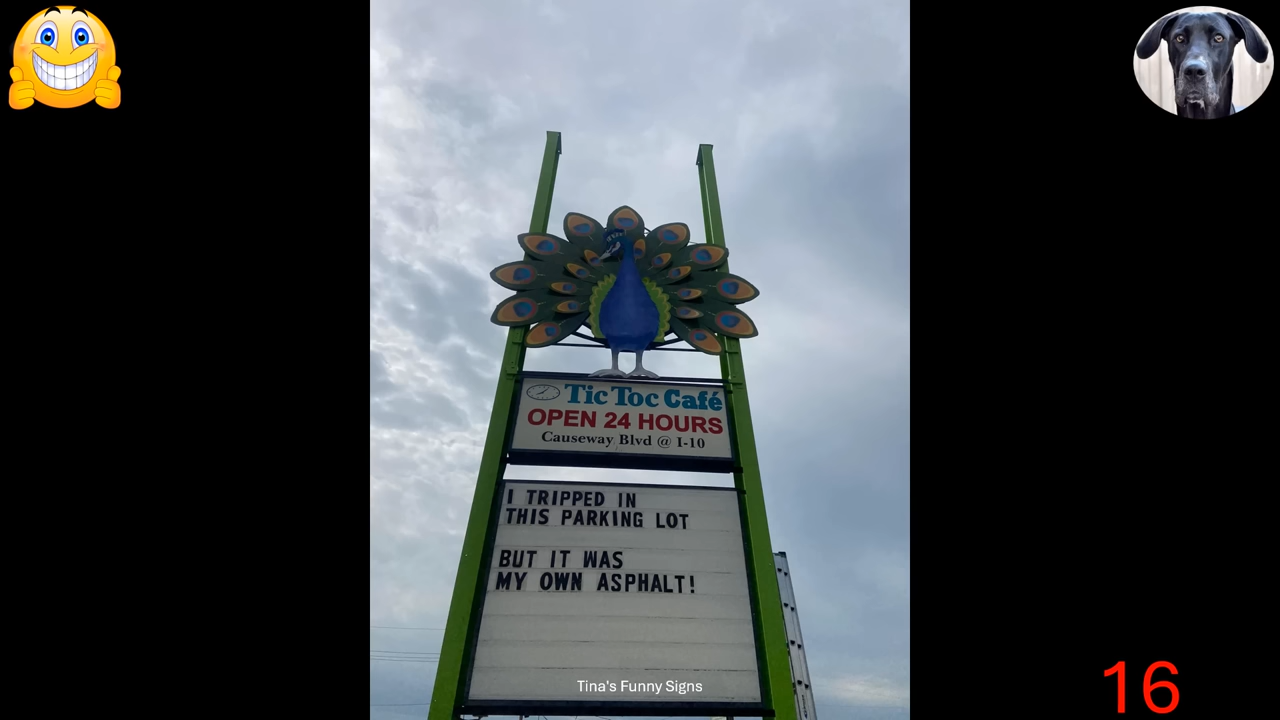 Tic Toc Café
OPEN 24 HOURS
Causeway Blvd @ I-10
I TRIPPED IN
THIS PARKING LOT
BUT IT WAS
MY OWN ASPHALT!
Tina's Funny Signs
16